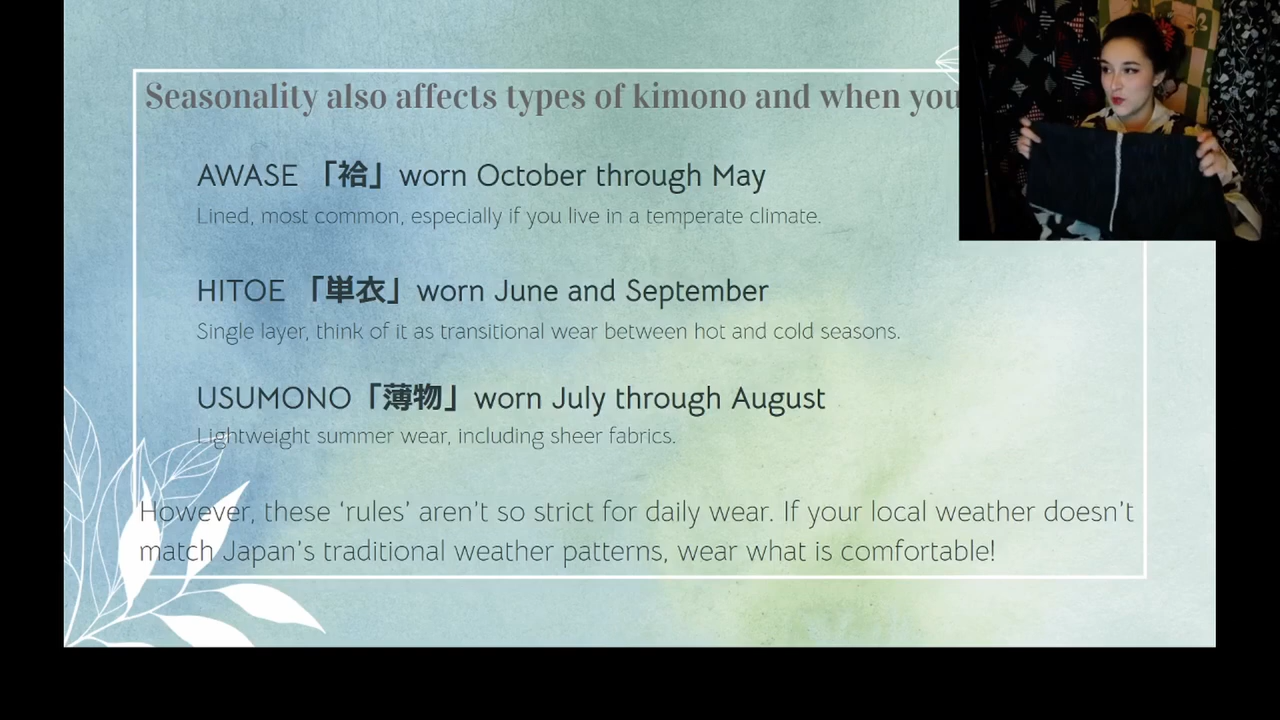 Seasonality also affects types of kimono and when you
AWASE 「袷」 worn October through May
Lined, most common, especially if you live in a temperate climate.
HITOE 「単衣」 worn June and September
Single layer, think of it as transitional wear between hot and cold seasons.
USUMONO「薄物」 worn July through August
Lightweight summer wear, including sheer fabrics.
However, these ‘rules’ aren’t so strict for daily wear. If your local weather doesn’t
match Japan’s traditional weather patterns, wear what is comfortable!